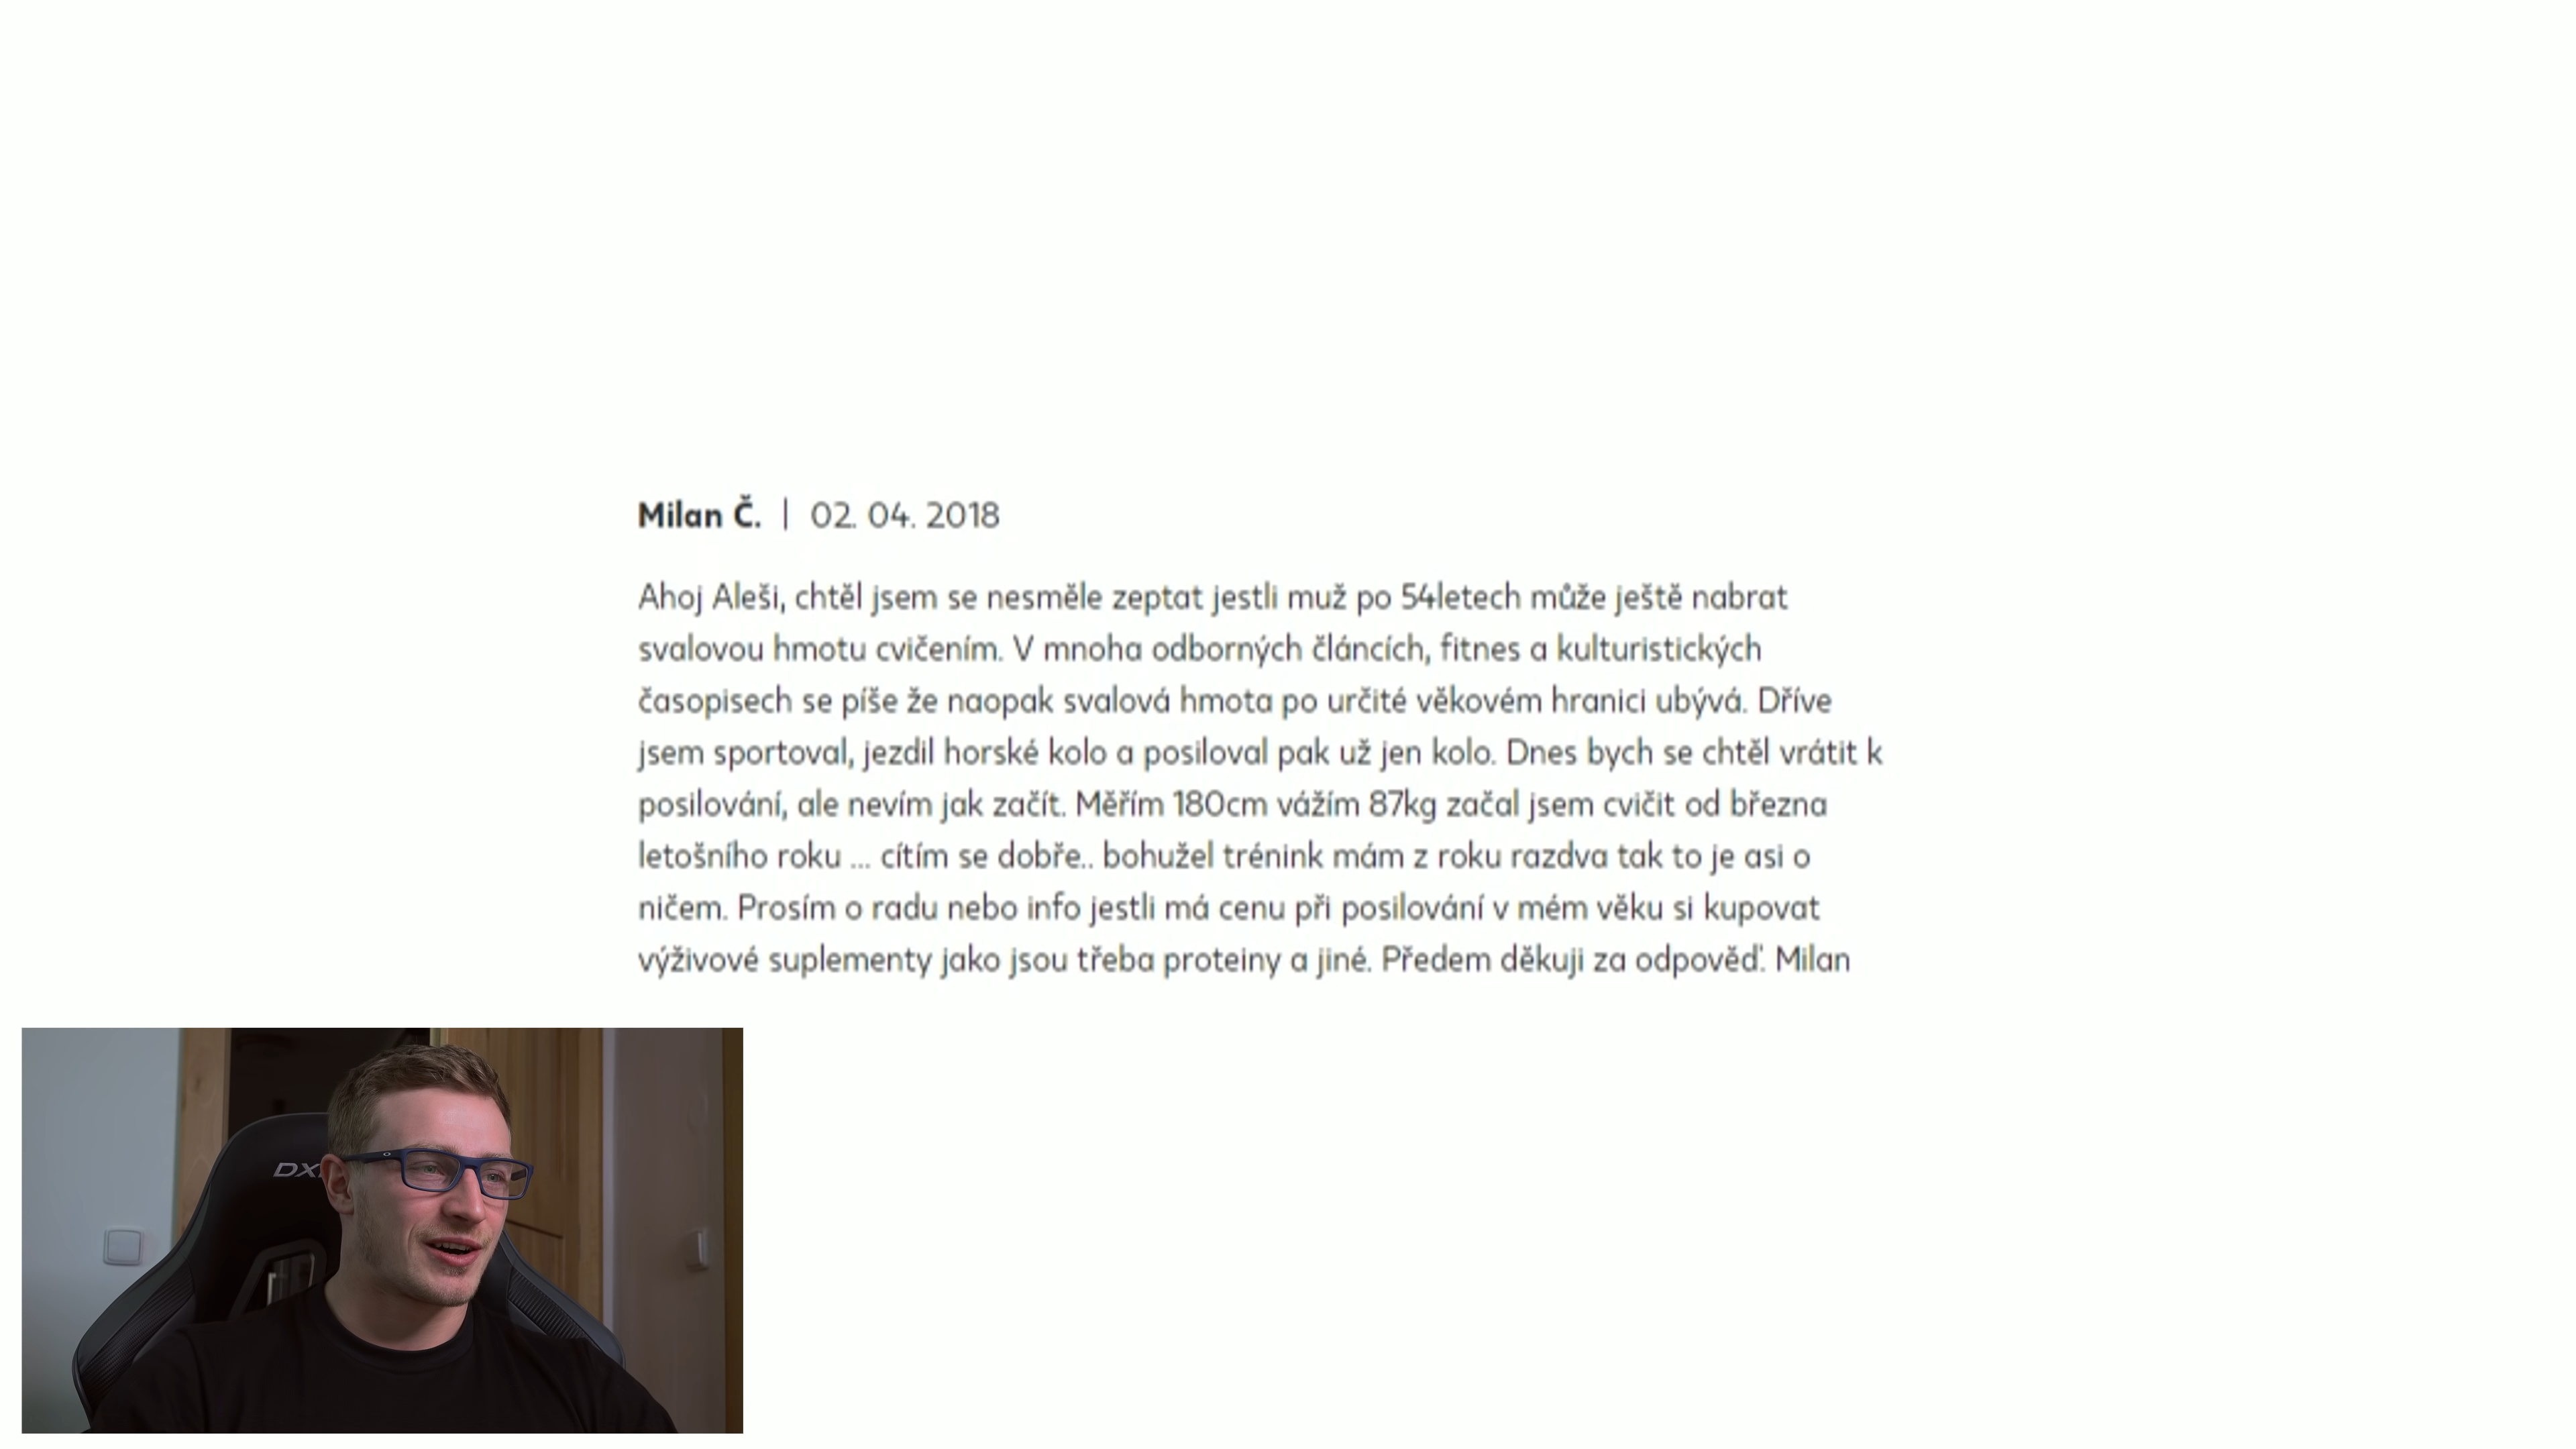 Milan Č. | 02. 04. 2018
Ahoj Aleši, chtěl jsem se nesměle zeptat jestli muž po 54letech může ještě nabrat
svalovou hmotu cvičením. V mnoha odborných článcích, fitnes a kulturistických
časopisech se píše že naopak svalová hmota po určité věkovém hranici ubývá. Dříve
jsem sportoval, jezdil horské kolo a posiloval pak už jen kolo. Dnes bych se chtěl vrátit k
posilování, ale nevím jak začít. Měřím 180cm vážím 87kg začal jsem cvičit od března
letošního roku ... cítím se dobře.. bohužel trénink mám z roku razdva tak to je asi o
ničem. Prosím o radu nebo info jestli má cenu při posilování v mém věku si kupovat
výživové suplementy jako jsou třeba proteiny a jiné. Předem děkuji za odpověď. Milan
DX